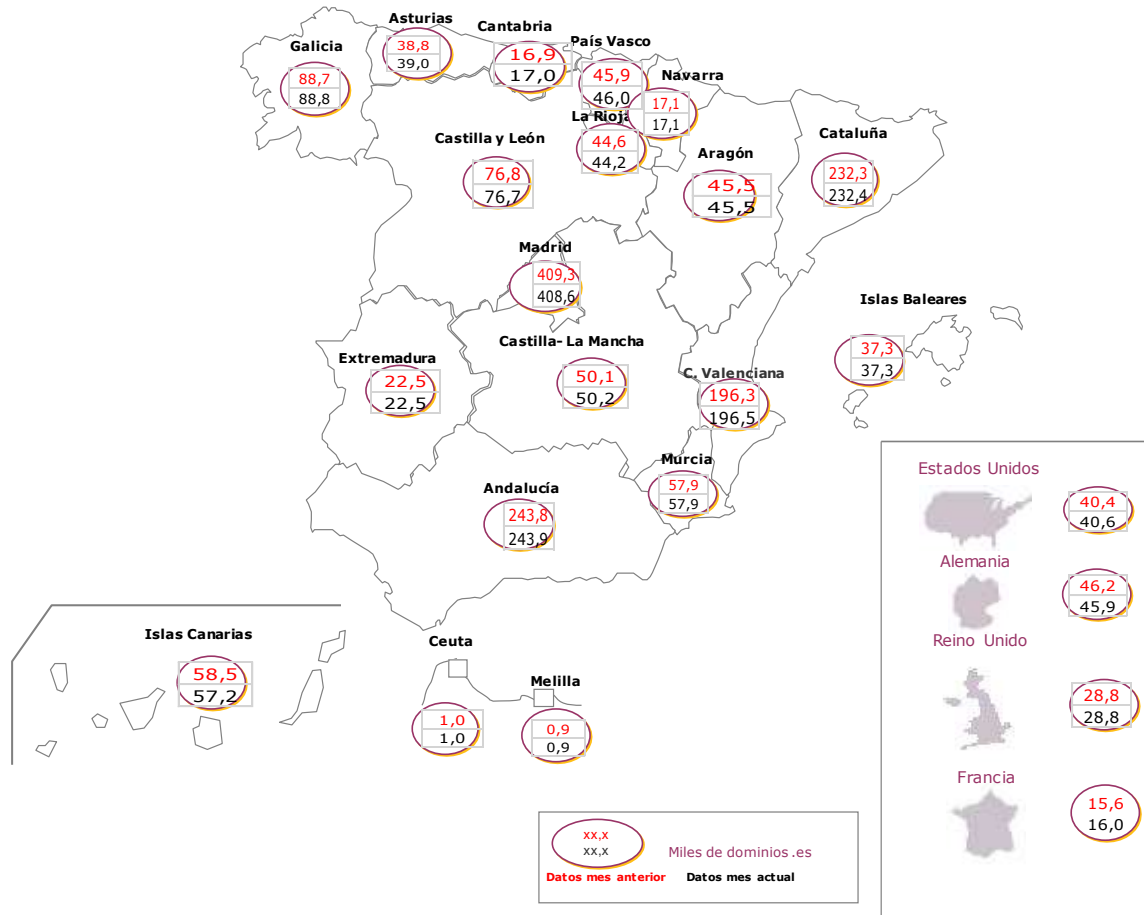 Asturias
38,8
39,0
Cantabria
16,9
17,0
País Vasco
45,9
46,0
Galicia
88,7
88,8
Navarra
17,1
17,1
La Rioja
44,6
44,2
Castilla y León
76,8
76,7
Aragón
45,5
45,5
Cataluña
232,3
232,4
Madrid
409,3
408,6
Islas Baleares
37,3
37,3
Extremadura
22,5
22,5
Castilla- La Mancha
50,1
50,2
C. Valenciana
196,3
196,5
Murcia
57,9
57,9
Andalucía
243,8
243,9
Islas Canarias
58,5
57,2
Ceuta
1,0
1,0
Melilla
0,9
0,9
Estados Unidos
40,4
40,6
Alemania
46,2
45,9
Reino Unido
28,8
28,8
Francia
15,6
16,0
xx,x
xx,x
Miles de dominios .es
Datos mes anterior Datos mes actual